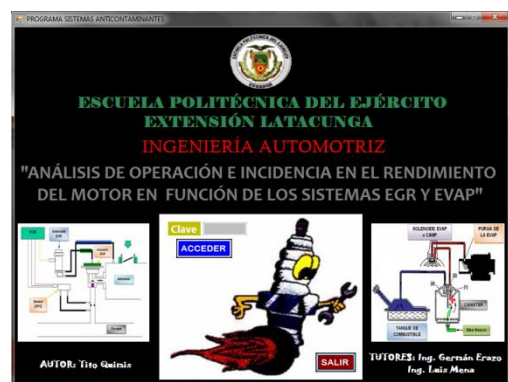 PROGRAMA SISTEMAS ANTICONTAMINANTES
ESCUELA POLITÉCNICA DEL EJÉRCITO
EXTENSIÓN LATACUNGA
INGENIERÍA AUTOMOTRIZ
"ANÁLISIS DE OPERACIÓN E INCIDENCIA EN EL RENDIMIENTO
DEL MOTOR EN FUNCIÓN DE LOS SISTEMAS EGR Y EVAP"
Clave
ACCEDER
SALIR
SOLENOIDE EVAP
o CANP
PURGA DE
LA EVAP
CANISTER
TANQUE DE
COMBUSTIBLE
AUTOR: Tito Quinis
TUTORES: Ing. Germán Erazo
Ing. Luis Mena